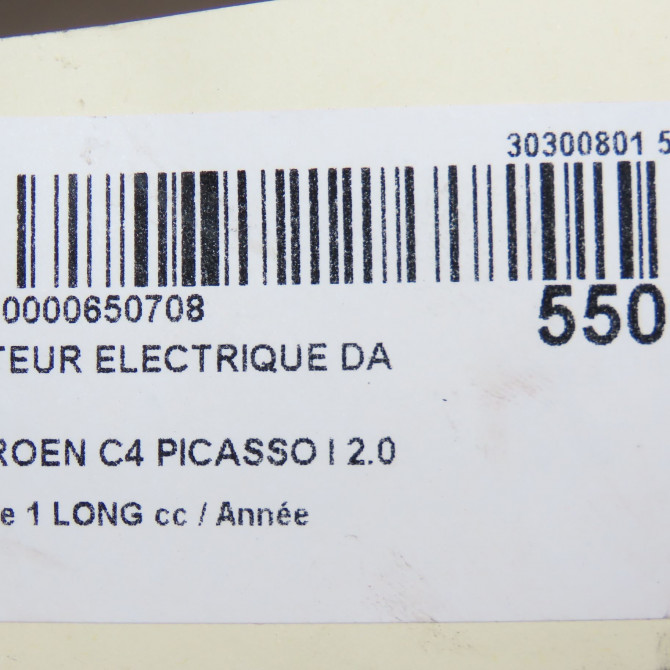 30300801 5
0000650708
550
TEUR ELECTRIQUE DA
ROEN C4 PICASSO I 2.0
e 1 LONG cc / Année